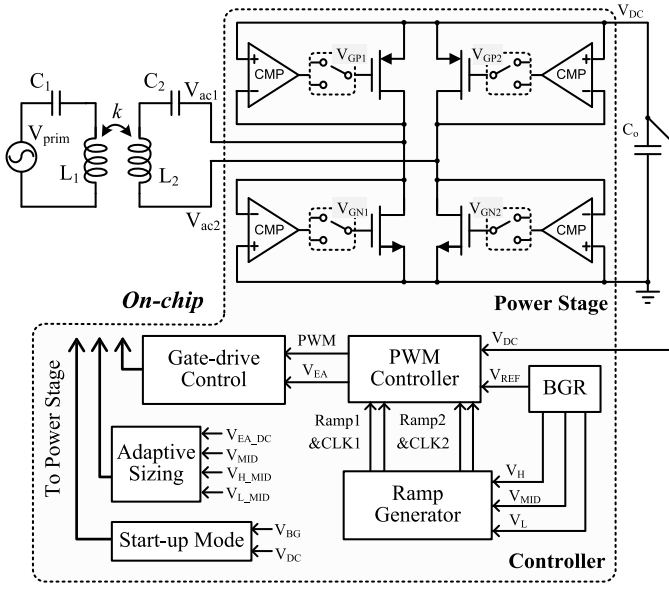 V_DC
CMP
V_GP1
V_GP2
CMP
C_1
C_2
V_ac1
V_prim
k
L_1
L_2
C_o
V_ac2
CMP
V_GN1
V_GN2
CMP
On-chip
Power Stage
To Power Stage
Gate-drive
Control
PWM
V_EA
PWM
Controller
V_DC
V_REF
BGR
Ramp1
&CLK1
Ramp2
&CLK2
Adaptive
Sizing
V_EA_DC
V_MID
V_H_MID
V_L_MID
Ramp
Generator
V_H
V_MID
V_L
Start-up Mode
V_BG
V_DC
Controller